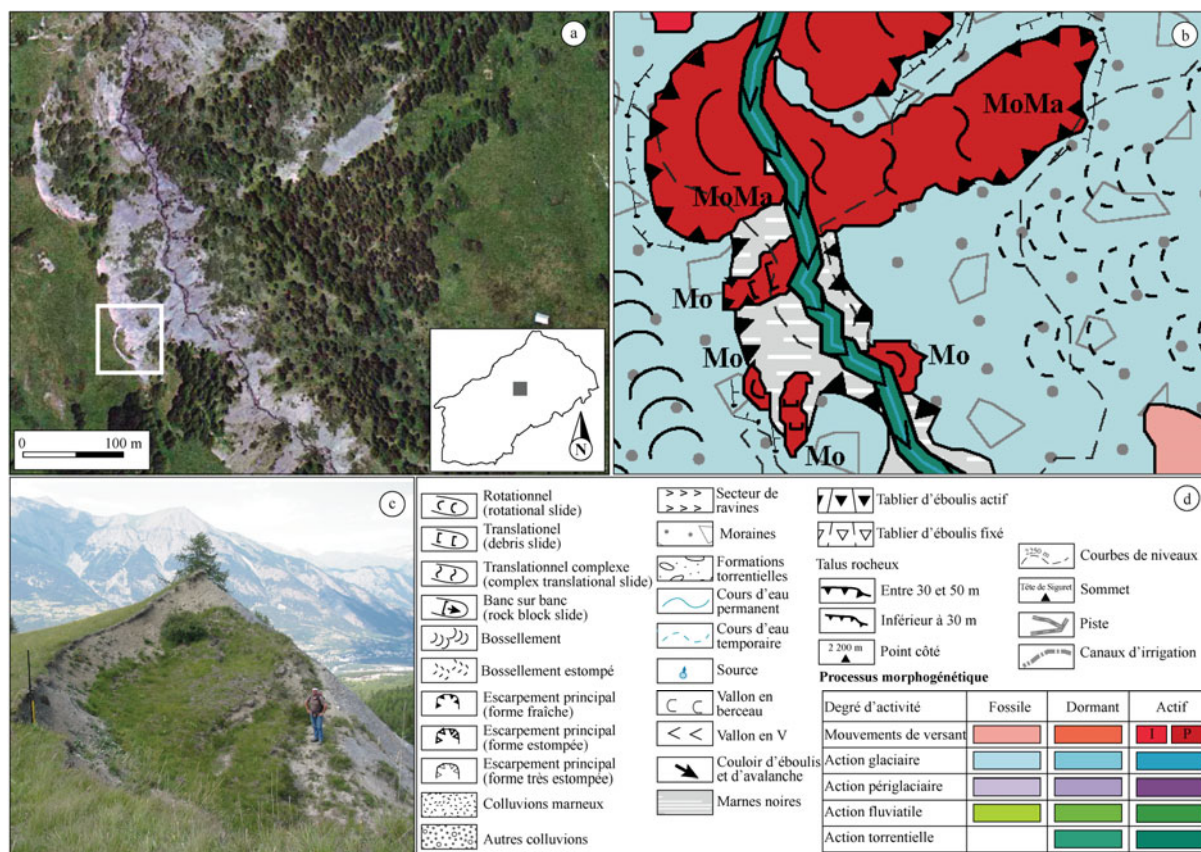 a
0 100 m
N
b
MoMa
MoMa
Mo
Mo
Mo
Mo
c
d
Rotationnel
(rotational slide)
Translationel
(debris slide)
Translationnel complexe
(complex translational slide)
Banc sur banc
(rock block slide)
Bossellement
Bossellement estompé
Escarpement principal
(forme fraîche)
Escarpement principal
(forme estompée)
Escarpement principal
(forme très estompée)
Colluvions marneux
Autres colluvions
Secteur de
ravines
Moraines
Formations
torrentielles
Cours d'eau
permanent
Cours d'eau
temporaire
Source
Vallon en
berceau
Vallon en V
Couloir d'éboulis
et d'avalanche
Marnes noires
Tablier d'éboulis actif
Tablier d'éboulis fixé
Talus rocheux
Entre 30 et 50 m
Inférieur à 30 m
2 200 m
Point côté
2250 m
Courbes de niveaux
Tête de Siguret
Sommet
Piste
Canaux d'irrigation
Processus morphogénétique
Degré d'activité Fossile Dormant Actif
Mouvements de versant I P
Action glaciaire
Action périglaciaire
Action fluviatile
Action torrentielle